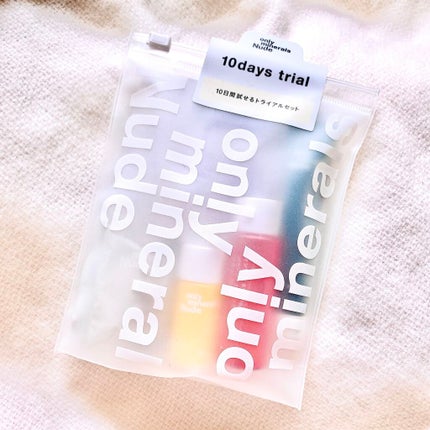 only
minerals
Nude
10days trial
10日間試せるトライアルセット
only
minerals
only
mineral
Nude